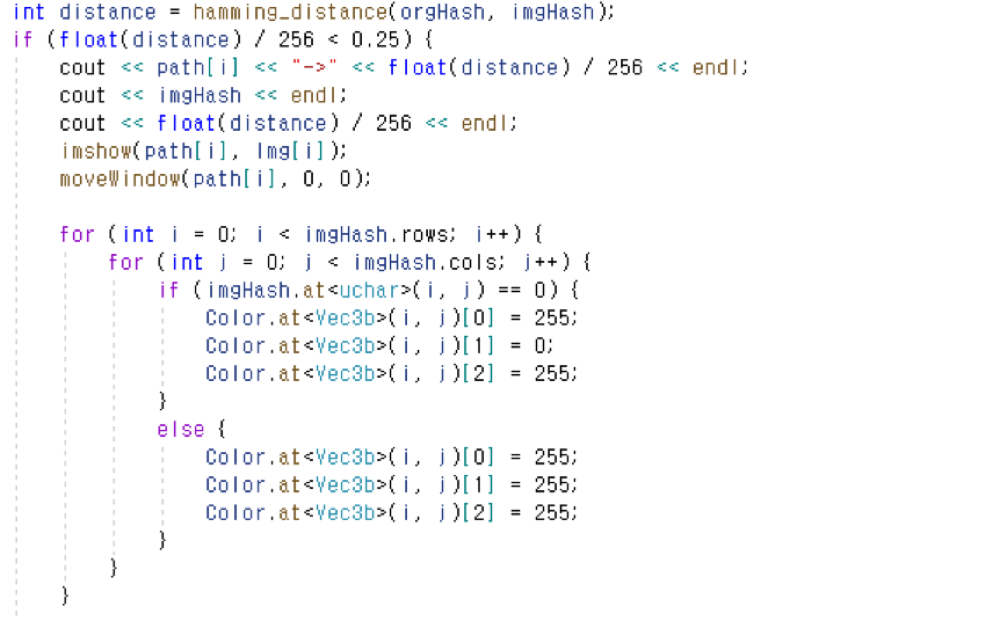 int distance = hamming_distance(orgHash, imgHash);
if (float(distance) / 256 < 0.25) {
cout << path[i] << "->" << float(distance) / 256 << endl;
cout << imgHash << endl;
cout << float(distance) / 256 << endl;
imshow(path[i], Img[i]);
moveWindow(path[i], 0, 0);
for (int i = 0; i < imgHash.rows; i++) {
for (int j = 0; j < imgHash.cols; j++) {
if (imgHash.at<uchar>(i, j) == 0) {
Color.at<Vec3b>(i, j)[0] = 255;
Color.at<Vec3b>(i, j)[1] = 0;
Color.at<Vec3b>(i, j)[2] = 255;
}
else {
Color.at<Vec3b>(i, j)[0] = 255;
Color.at<Vec3b>(i, j)[1] = 255;
Color.at<Vec3b>(i, j)[2] = 255;
}
}
}